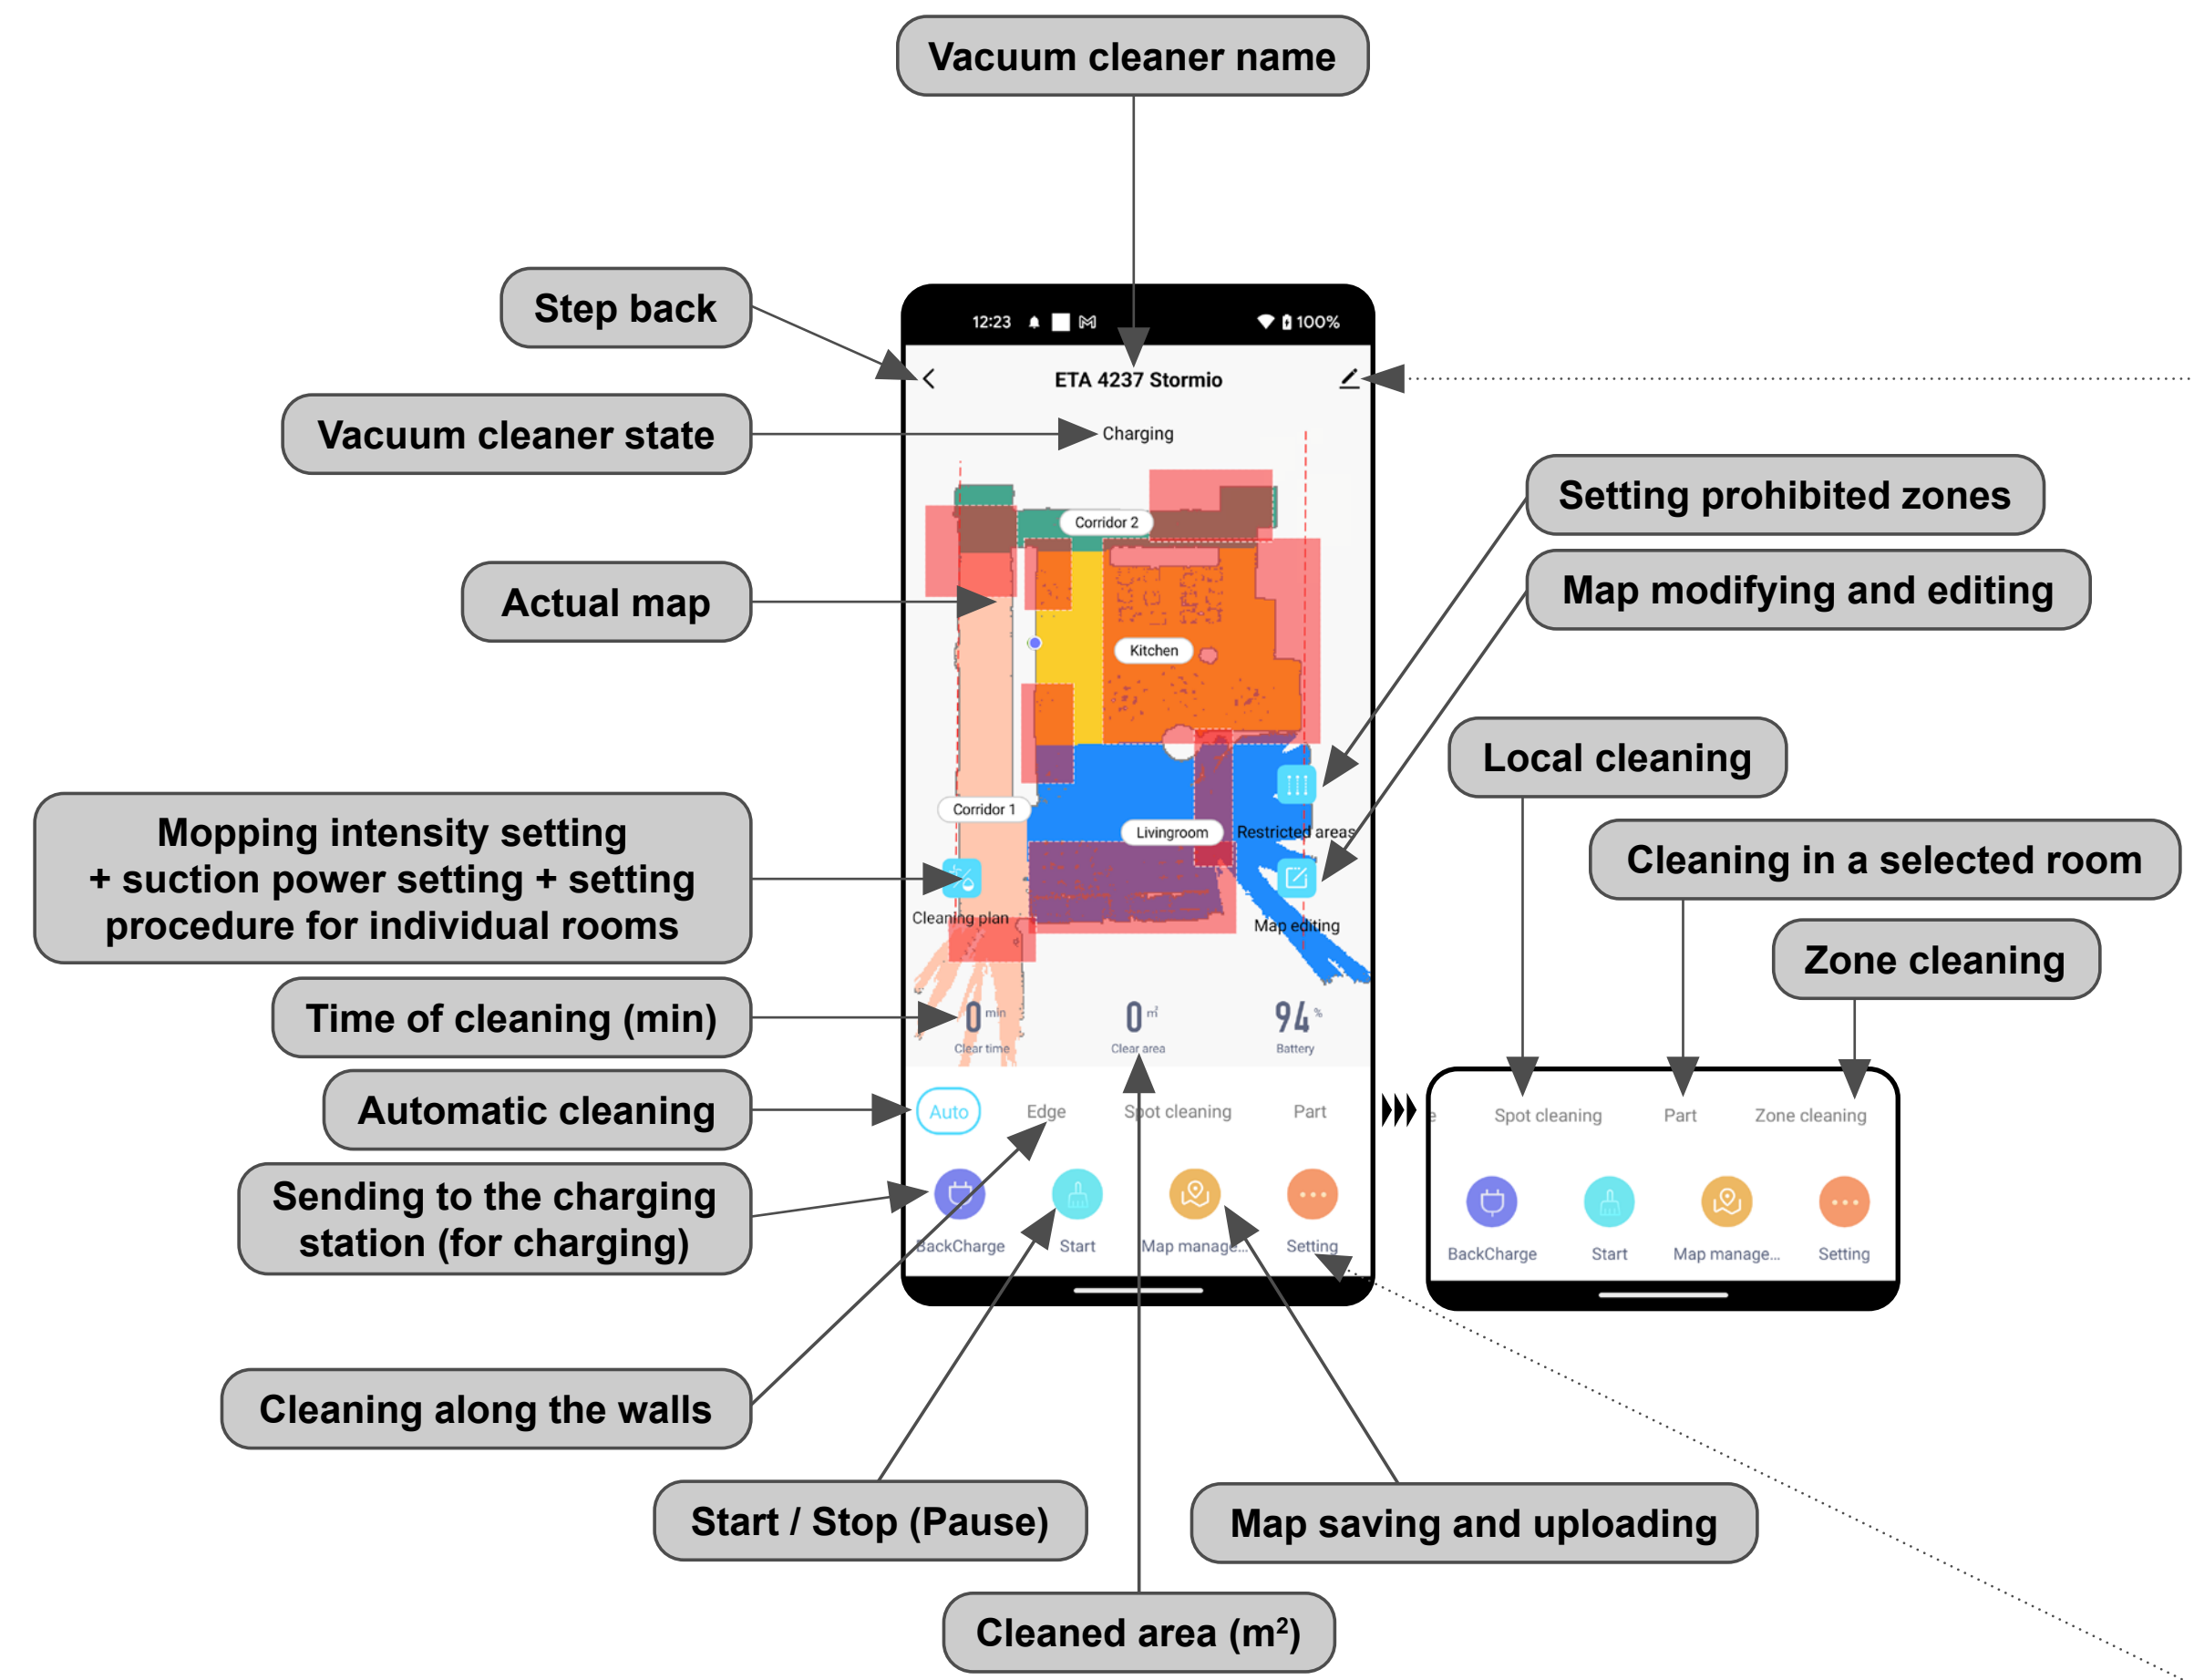 Vacuum cleaner name
Step back
12:23
100%
ETA 4237 Stormio
Vacuum cleaner state
Charging
Setting prohibited zones
Corridor 2
Map modifying and editing
Actual map
Kitchen
Local cleaning
Corridor 1
Livingroom
Restricted areas
Mopping intensity setting
+ suction power setting + setting
procedure for individual rooms
Cleaning in a selected room
Cleaning plan
Map editing
Zone cleaning
Time of cleaning (min)
0 min
0 m²
94 %
Clear time
Clear area
Battery
Automatic cleaning
Auto
Edge
Spot cleaning
Part
e
Spot cleaning
Part
Zone cleaning
Sending to the charging
station (for charging)
BackCharge
Start
Map manage...
Setting
BackCharge
Start
Map manage...
Setting
Cleaning along the walls
Start / Stop (Pause)
Map saving and uploading
Cleaned area (m²)